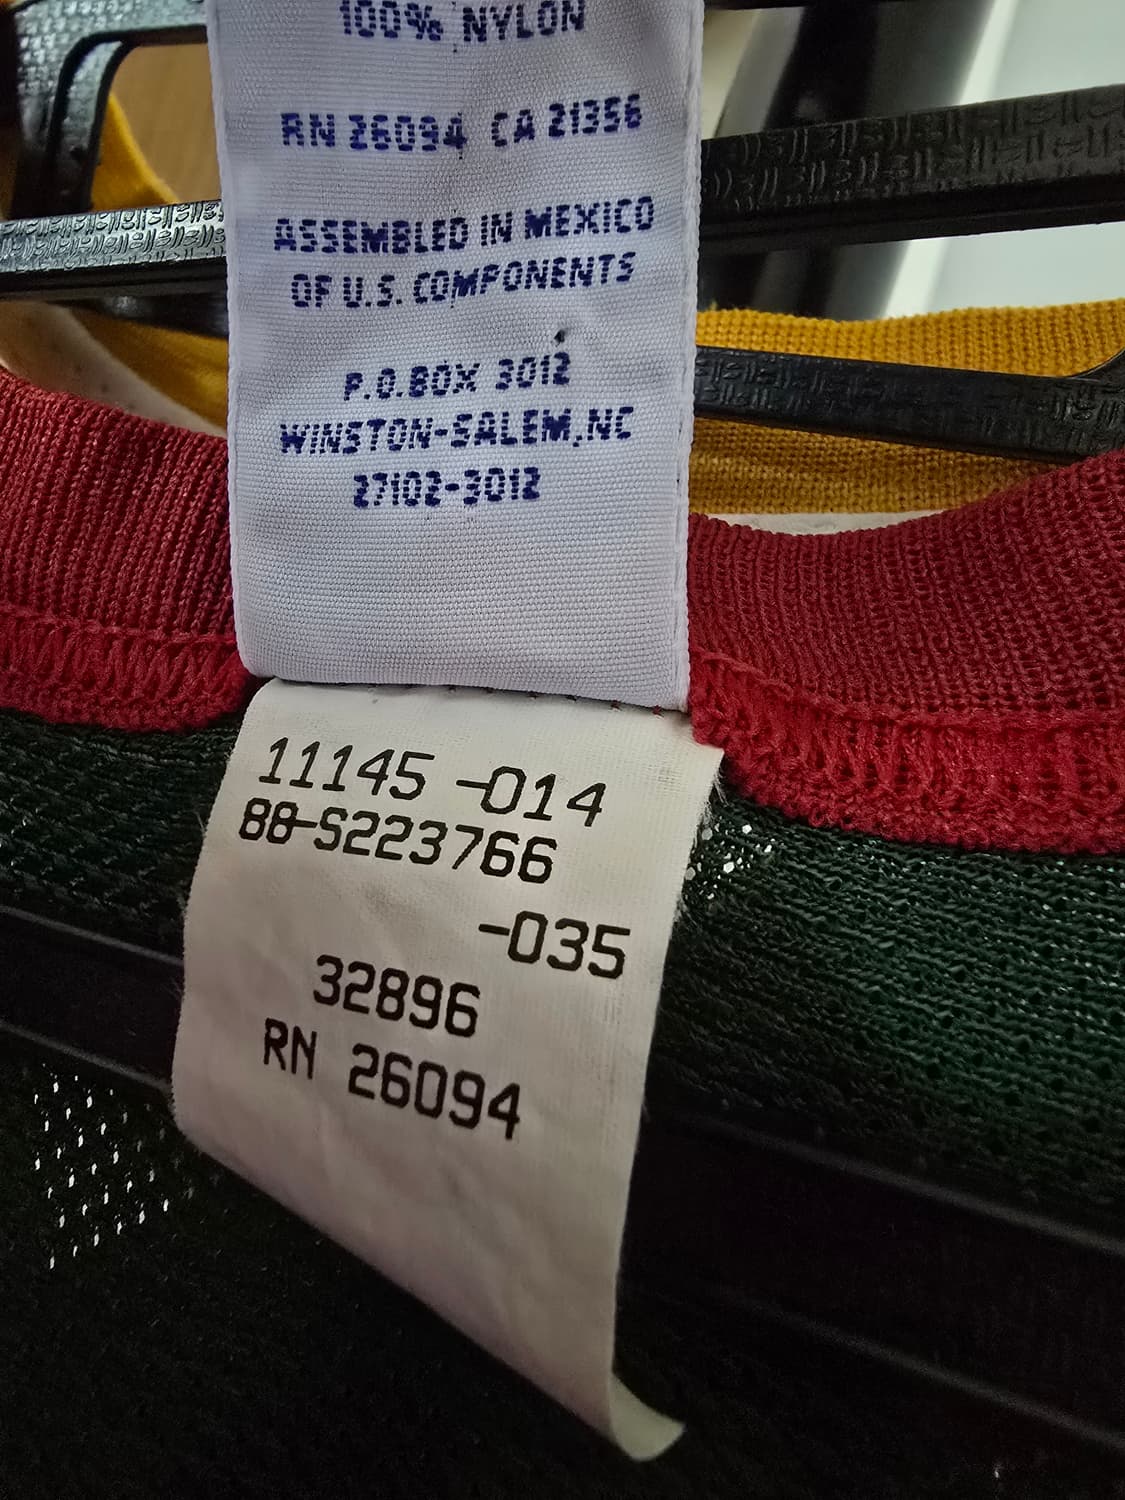 100% NYLON
RN 26094 CA 21356
ASSEMBLED IN MEXICO
OF U.S. COMPONENTS
P.O.BOX 3012
WINSTON-SALEM,NC
27102-3012
11145 -014
88-S223766
-035
32896
RN 26094